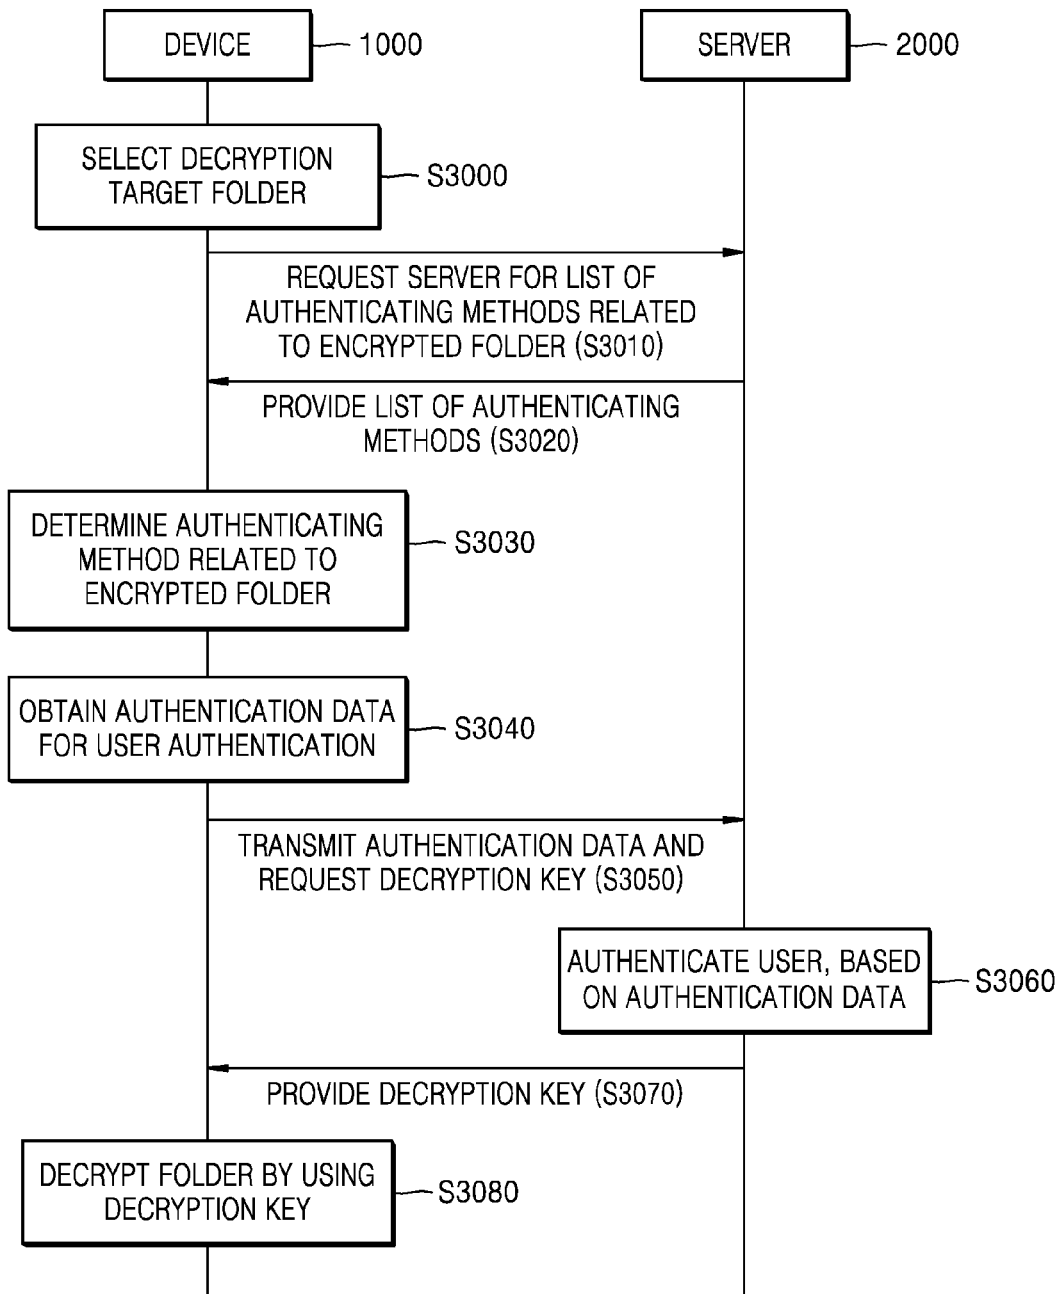 DEVICE
1000
SERVER
2000
SELECT DECRYPTION
TARGET FOLDER
S3000
REQUEST SERVER FOR LIST OF
AUTHENTICATING METHODS RELATED
TO ENCRYPTED FOLDER (S3010)
PROVIDE LIST OF AUTHENTICATING
METHODS (S3020)
DETERMINE AUTHENTICATING
METHOD RELATED TO
ENCRYPTED FOLDER
S3030
OBTAIN AUTHENTICATION DATA
FOR USER AUTHENTICATION
S3040
TRANSMIT AUTHENTICATION DATA AND
REQUEST DECRYPTION KEY (S3050)
AUTHENTICATE USER, BASED
ON AUTHENTICATION DATA
S3060
PROVIDE DECRYPTION KEY (S3070)
DECRYPT FOLDER BY USING
DECRYPTION KEY
S3080